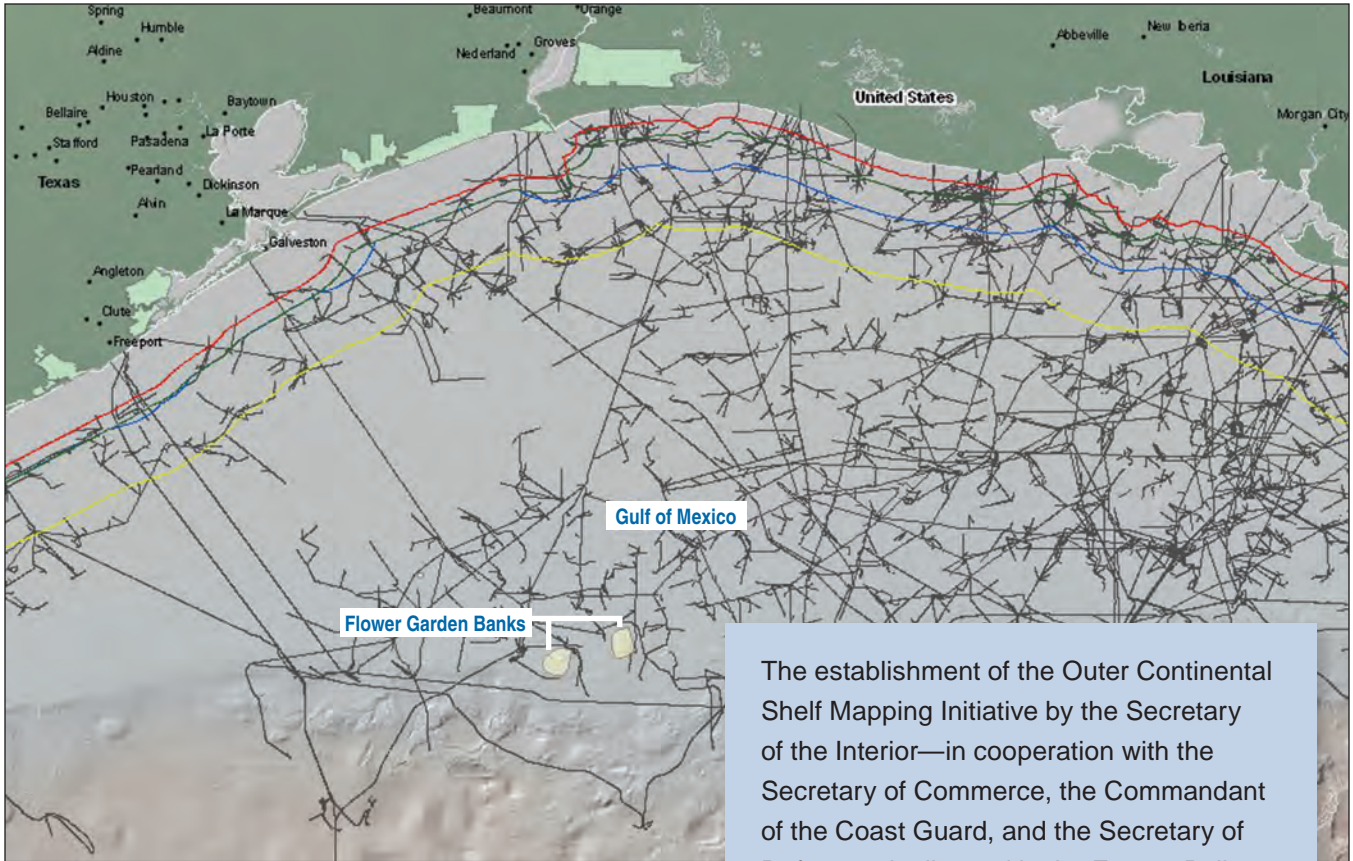 Spring
Humble
Aldine
Houston
Baytown
Bellaire
La Porte
Stafford
Pasadena
Pearland
Texas
Dickinson
Alvin
La Marque
Galveston
Angleton
Clute
Freeport
Beaumont
Orange
Nederland
Groves
Abbeville
New Iberia
Louisiana
United States
Morgan City
Gulf of Mexico
Flower Garden Banks
The establishment of the Outer Continental
Shelf Mapping Initiative by the Secretary
of the Interior—in cooperation with the
Secretary of Commerce, the Commandant
of the Coast Guard, and the Secretary of